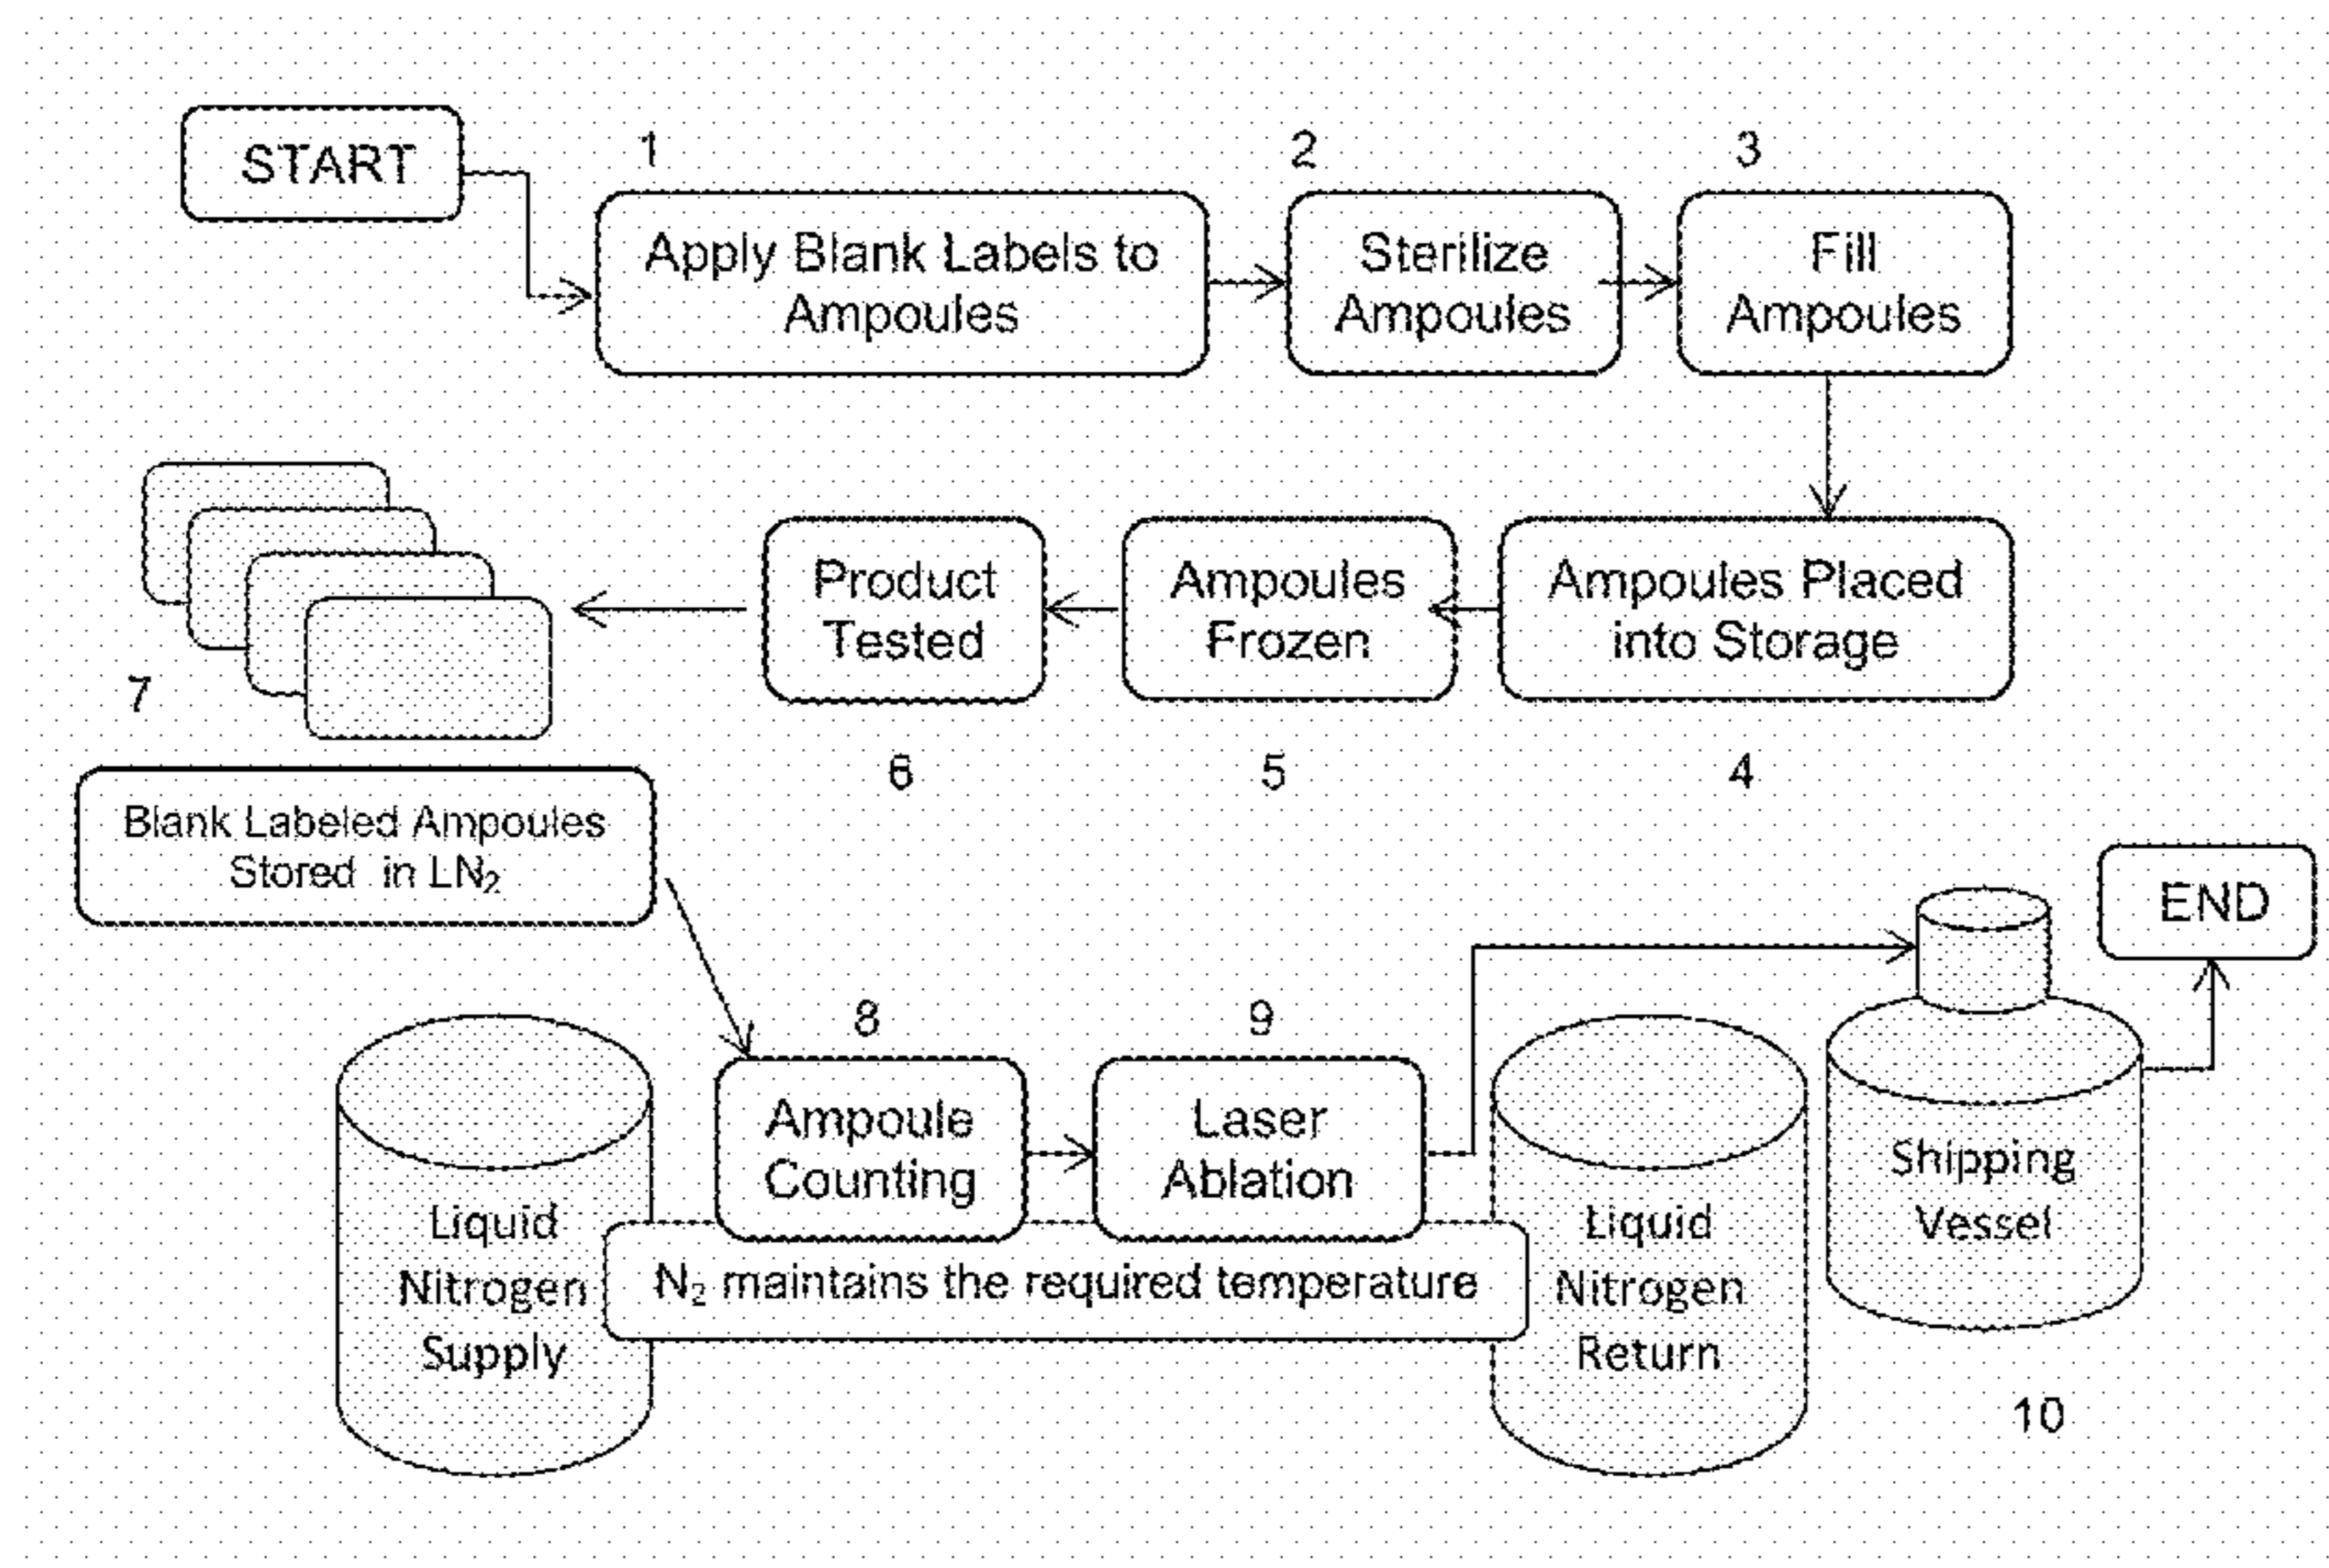 START
1
Apply Blank Labels to
Ampoules
2
Sterilize
Ampoules
3
Fill
Ampoules
Ampoules Placed
into Storage
4
Ampoules
Frozen
5
Product
Tested
6
7
Blank Labeled Ampoules
Stored in LN₂
8
Ampoule
Counting
9
Laser
Ablation
Liquid
Nitrogen
Supply
N₂ maintains the required temperature
Liquid
Nitrogen
Return
Shipping
Vessel
10
END